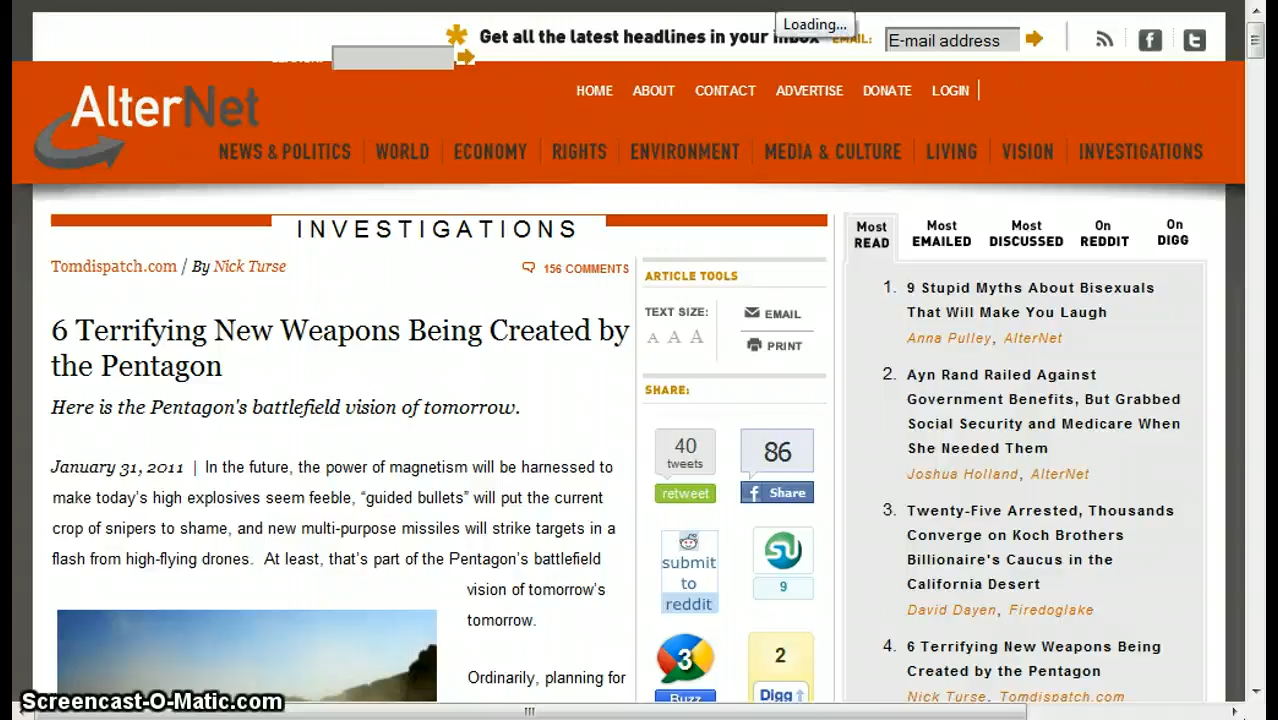 Loading...
Get all the latest headlines in your inbox
EMAIL:
E-mail address
AlterNet
HOME
ABOUT
CONTACT
ADVERTISE
DONATE
LOGIN
NEWS & POLITICS
WORLD
ECONOMY
RIGHTS
ENVIRONMENT
MEDIA & CULTURE
LIVING
VISION
INVESTIGATIONS
INVESTIGATIONS
Tomdispatch.com / By Nick Turse
156 COMMENTS
6 Terrifying New Weapons Being Created by
the Pentagon
Here is the Pentagon's battlefield vision of tomorrow.
January 31, 2011 | In the future, the power of magnetism will be harnessed to
make today's high explosives seem feeble, “guided bullets” will put the current
crop of snipers to shame, and new multi-purpose missiles will strike targets in a
flash from high-flying drones. At least, that's part of the Pentagon's battlefield
vision of tomorrow's
tomorrow.
Ordinarily, planning for
ARTICLE TOOLS
TEXT SIZE:
A A A
EMAIL
PRINT
SHARE:
40
tweets
retweet
86
Share
submit
to
reddit
9
3
Buzz
2
Digg
Most
READ
Most
EMAILED
Most
DISCUSSED
On
REDDIT
On
DIGG
1. 9 Stupid Myths About Bisexuals
That Will Make You Laugh
Anna Pulley, AlterNet
2. Ayn Rand Railed Against
Government Benefits, But Grabbed
Social Security and Medicare When
She Needed Them
Joshua Holland, AlterNet
3. Twenty-Five Arrested, Thousands
Converge on Koch Brothers
Billionaire's Caucus in the
California Desert
David Dayen, Firedoglake
4. 6 Terrifying New Weapons Being
Created by the Pentagon
Nick Turse, Tomdispatch.com
Screencast-O-Matic.com